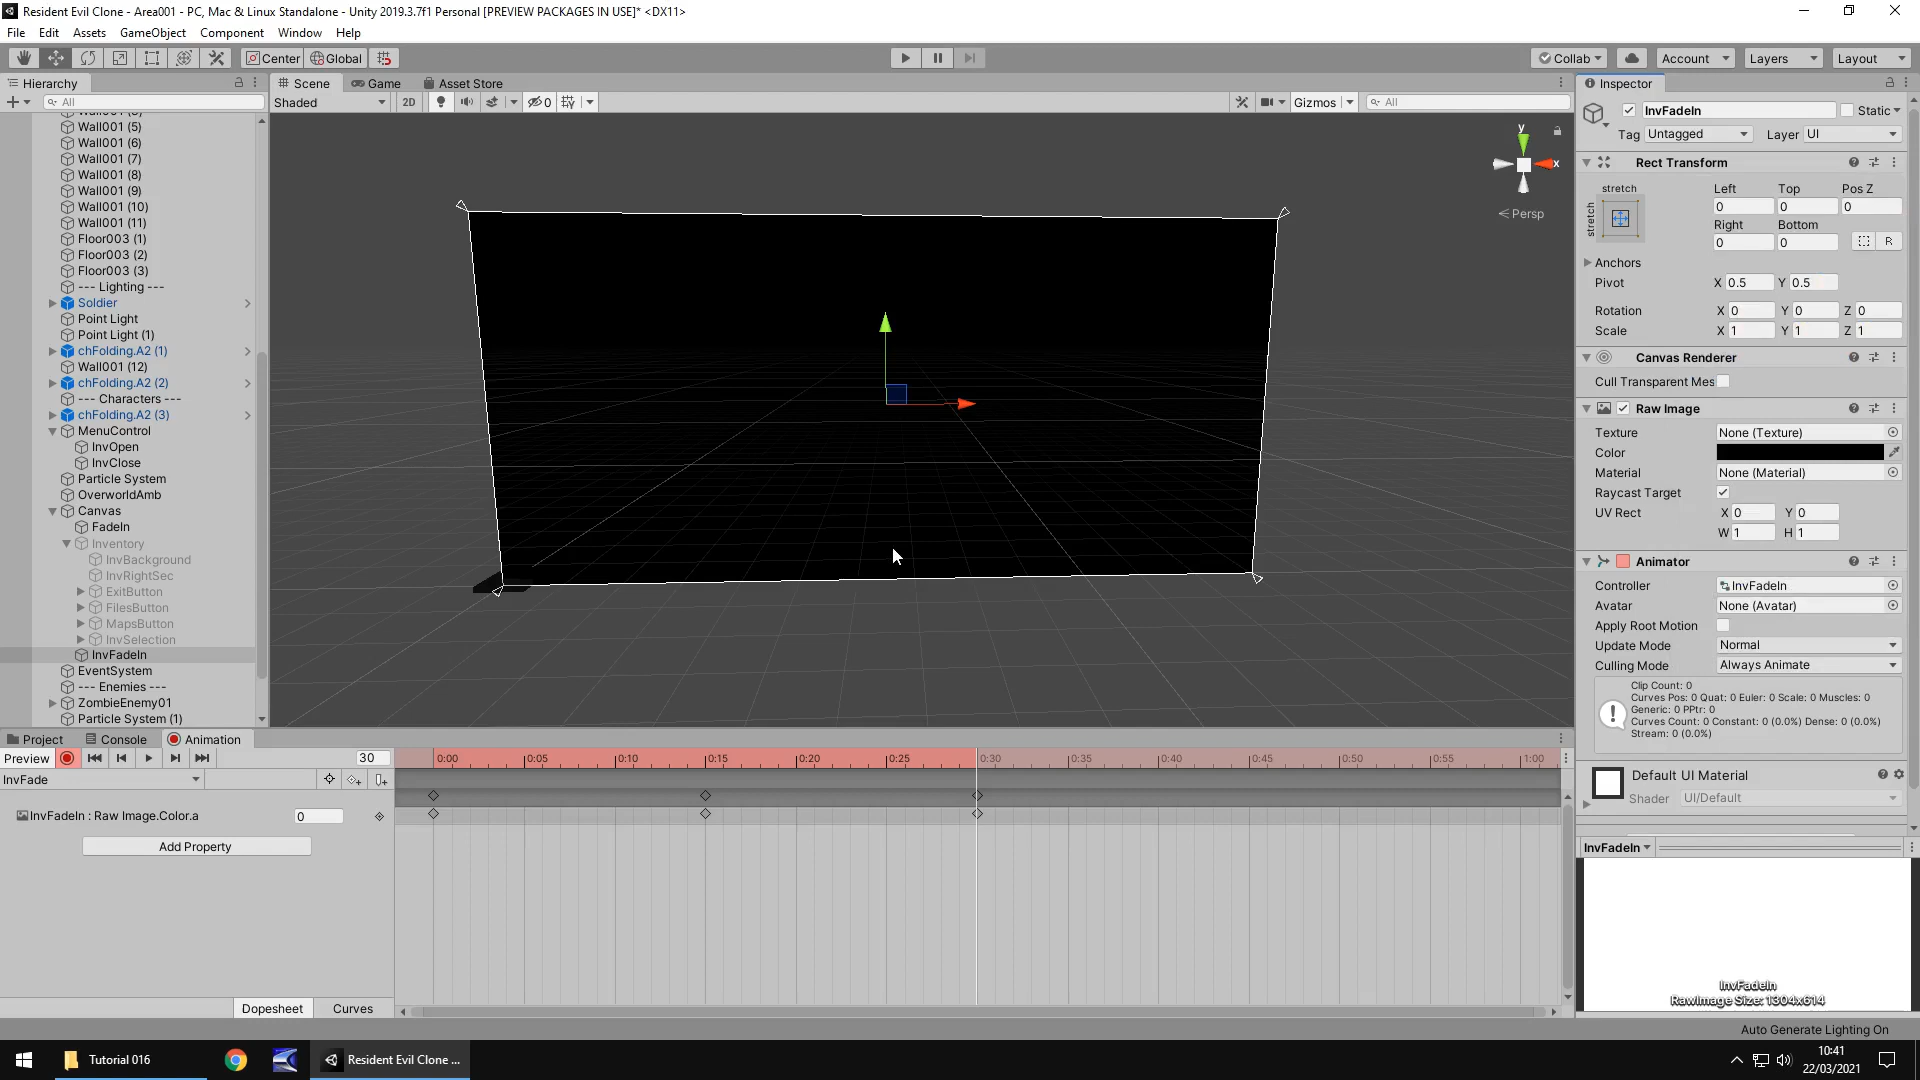 Resident Evil Clone - Area001 - PC, Mac & Linux Standalone - Unity 2019.3.7f1 Personal [PREVIEW PACKAGES IN USE]* <DX11>
File Edit Assets GameObject Component Window Help
Center Global Collab Account Layers Layout
Hierarchy
All
Wall001 (5)
Wall001 (6)
Wall001 (7)
Wall001 (8)
Wall001 (9)
Wall001 (10)
Wall001 (11)
Floor003 (1)
Floor003 (2)
Floor003 (3)
--- Lighting ---
Soldier
Point Light
Point Light (1)
chFolding.A2 (1)
Wall001 (12)
chFolding.A2 (2)
--- Characters ---
chFolding.A2 (3)
MenuControl
InvOpen
InvClose
Particle System
OverworldAmb
Canvas
FadeIn
Inventory
InvBackground
InvRightSec
ExitButton
FilesButton
MapsButton
InvSelection
InvFadeIn
EventSystem
--- Enemies ---
ZombieEnemy01
Particle System (1)
Scene Game Asset Store
Shaded 2D 0 Gizmos All
y
x
Persp
Inspector
InvFadeIn Static
Tag Untagged Layer UI
Rect Transform
stretch Left Top Pos Z
stretch 0 0 0
Right Bottom
0 0 R
Anchors
Pivot X 0.5 Y 0.5
Rotation X 0 Y 0 Z 0
Scale X 1 Y 1 Z 1
Canvas Renderer
Cull Transparent Mes
Raw Image
Texture None (Texture)
Color
Material None (Material)
Raycast Target
UV Rect X 0 Y 0
W 1 H 1
Animator
Controller InvFadeIn
Avatar None (Avatar)
Apply Root Motion
Update Mode Normal
Culling Mode Always Animate
Clip Count: 0
Curves Pos: 0 Quat: 0 Euler: 0 Scale: 0 Muscles: 0
Generic: 0 PPtr: 0
Curves Count: 0 Constant: 0 (0.0%) Dense: 0 (0.0%)
Stream: 0 (0.0%)
Default UI Material
Shader UI/Default
InvFadeIn
InvFadeIn
RawImage Size: 1304x614
Project Console Animation
Preview 30 0:00 0:05 0:10 0:15 0:25 0:30 0:35 0:40 0:45 0:50 0:55 1:00
InvFade
InvFadeIn : Raw Image.Color.a 0
Add Property
Dopesheet Curves
Auto Generate Lighting On
Tutorial 016 Resident Evil Clone ...
10:41
22/03/2021